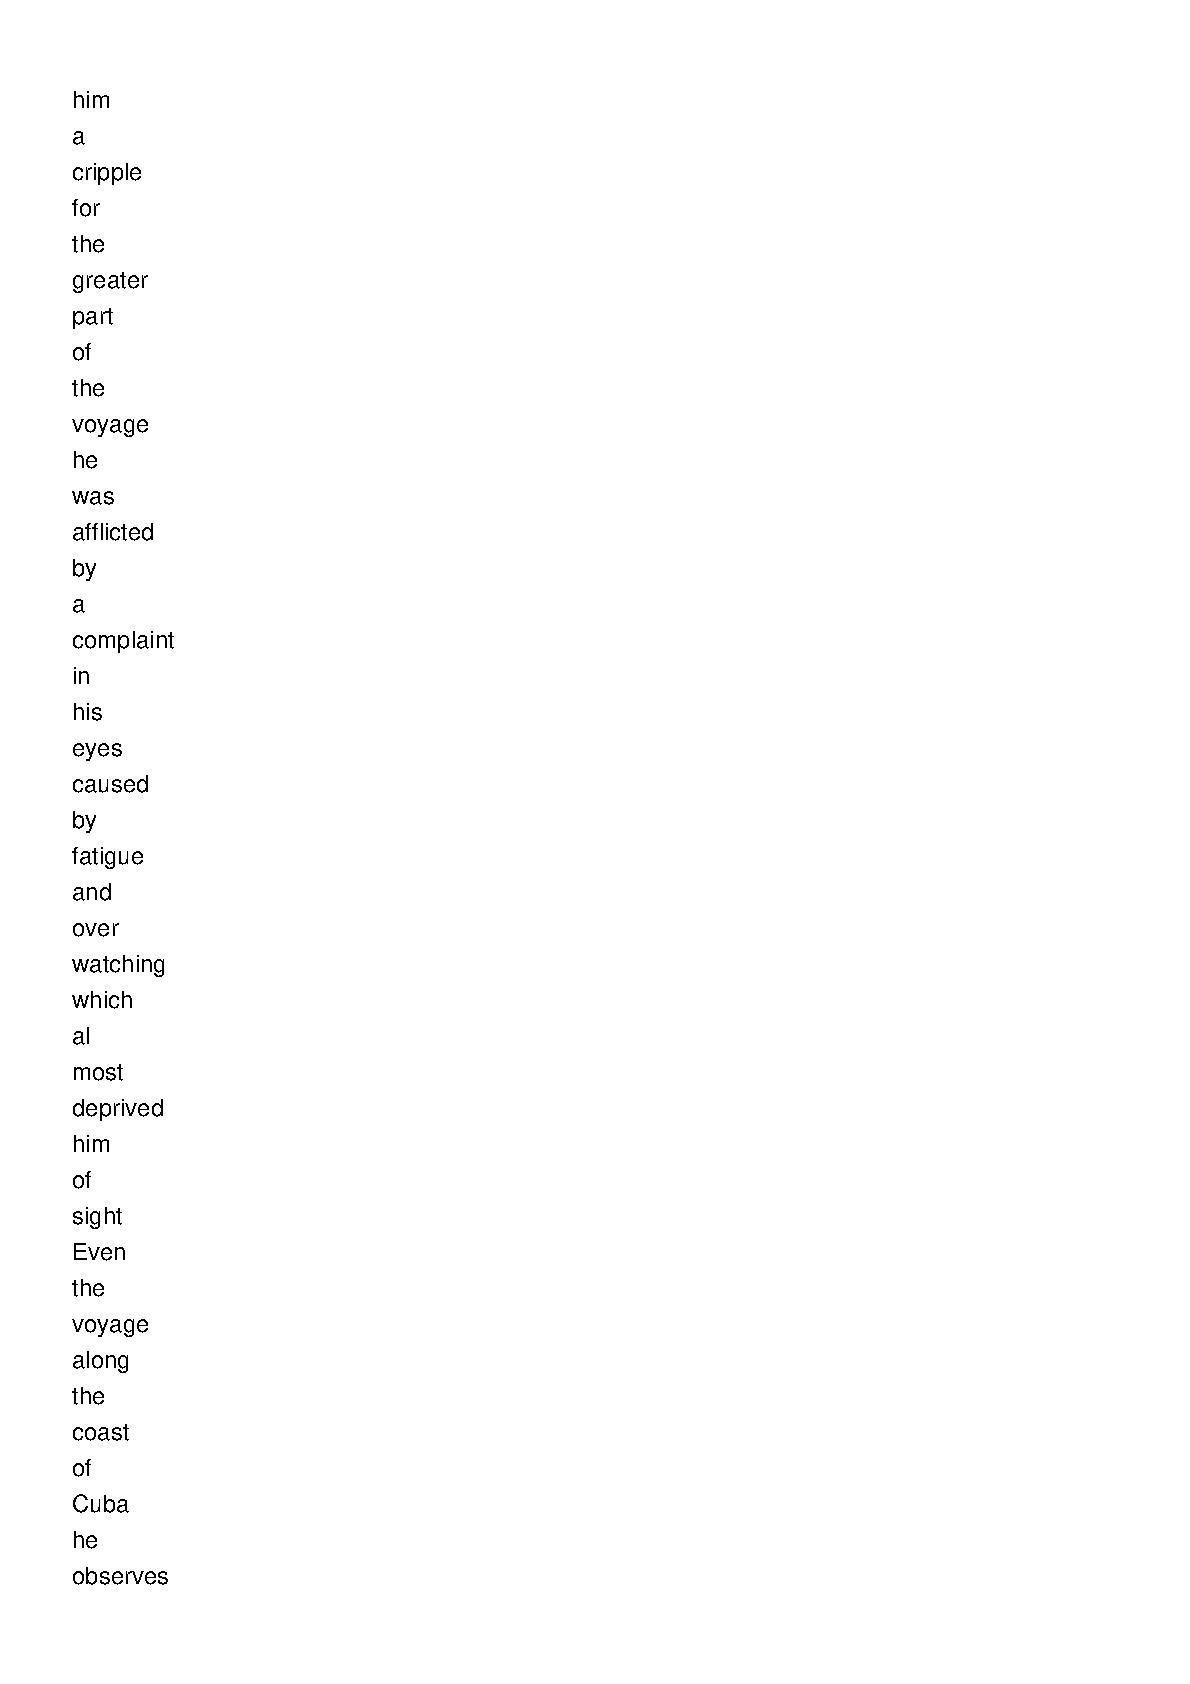 him
a
cripple
for
the
greater
part
of
the
voyage
he
was
afflicted
by
a
complaint
in
his
eyes
caused
by
fatigue
and
over
watching
which
al
most
deprived
him
of
sight
Even
the
voyage
along
the
coast
of
Cuba
he
observes